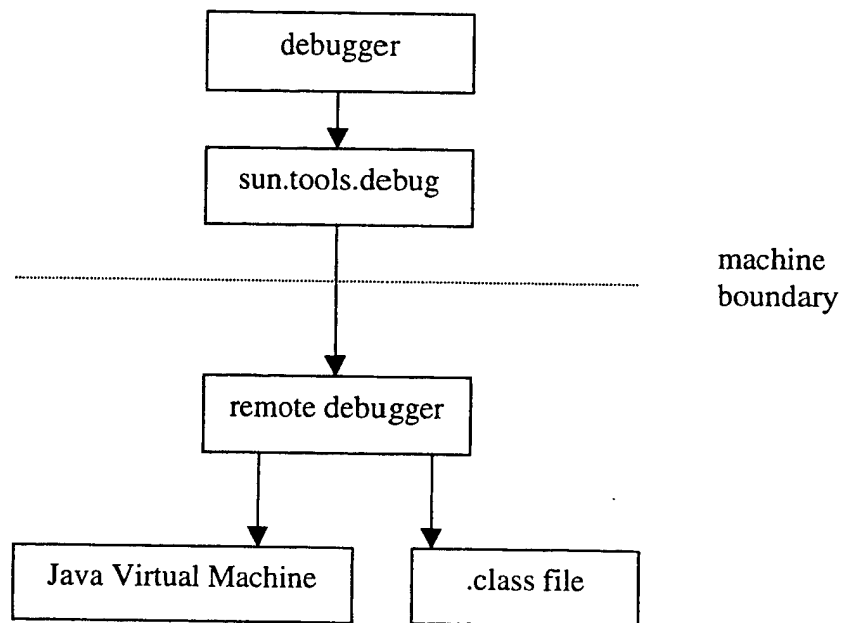 debugger
sun.tools.debug
machine
boundary
remote debugger
Java Virtual Machine
.class file